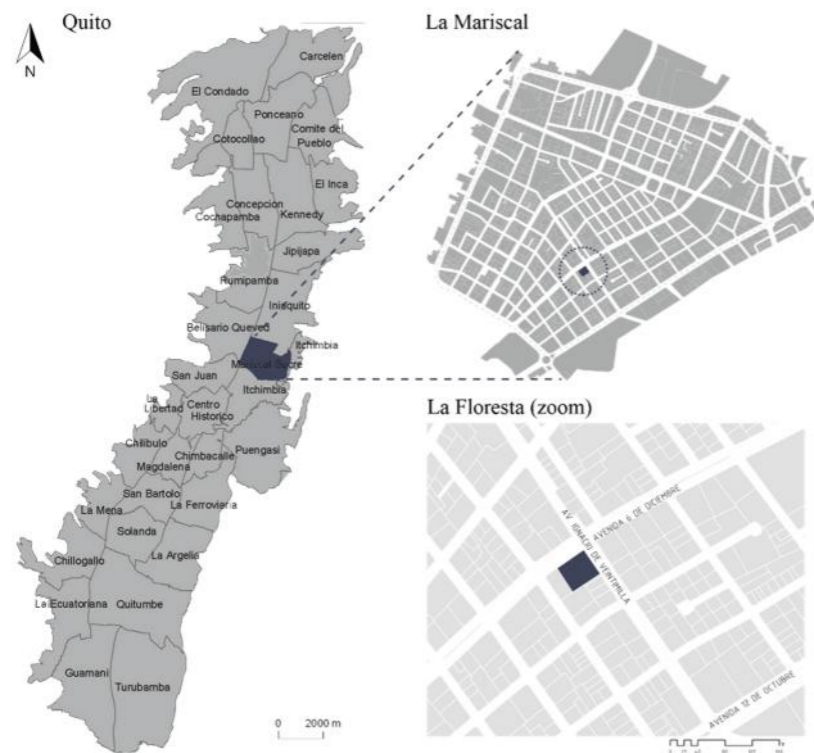 Quito
N
Carcelen
El Condado
Ponceano
Comite del
Pueblo
Cotocollao
El Inca
Concepcion
Kennedy
Cochapamba
Jipijapa
Rumipamba
Iniaquito
Belisario Quevedo
Itchimbia
Mariscal Sucre
San Juan
Itchimbia
La
Libertad
Centro
Historico
Chilibulo
Chimbacalle
Puengasi
Magdalena
San Bartolo
La Ferroviaria
La Mena
Solanda
La Argelia
Chillogallo
La Ecuatoriana
Quitumbe
Guamani
Turubamba
0 2000 m
La Mariscal
La Floresta (zoom)
AVENIDA 6 DE DICIEMBRE
AV. IGNACIO DE VEINTIMILLA
AVENIDA 12 DE OCTUBRE